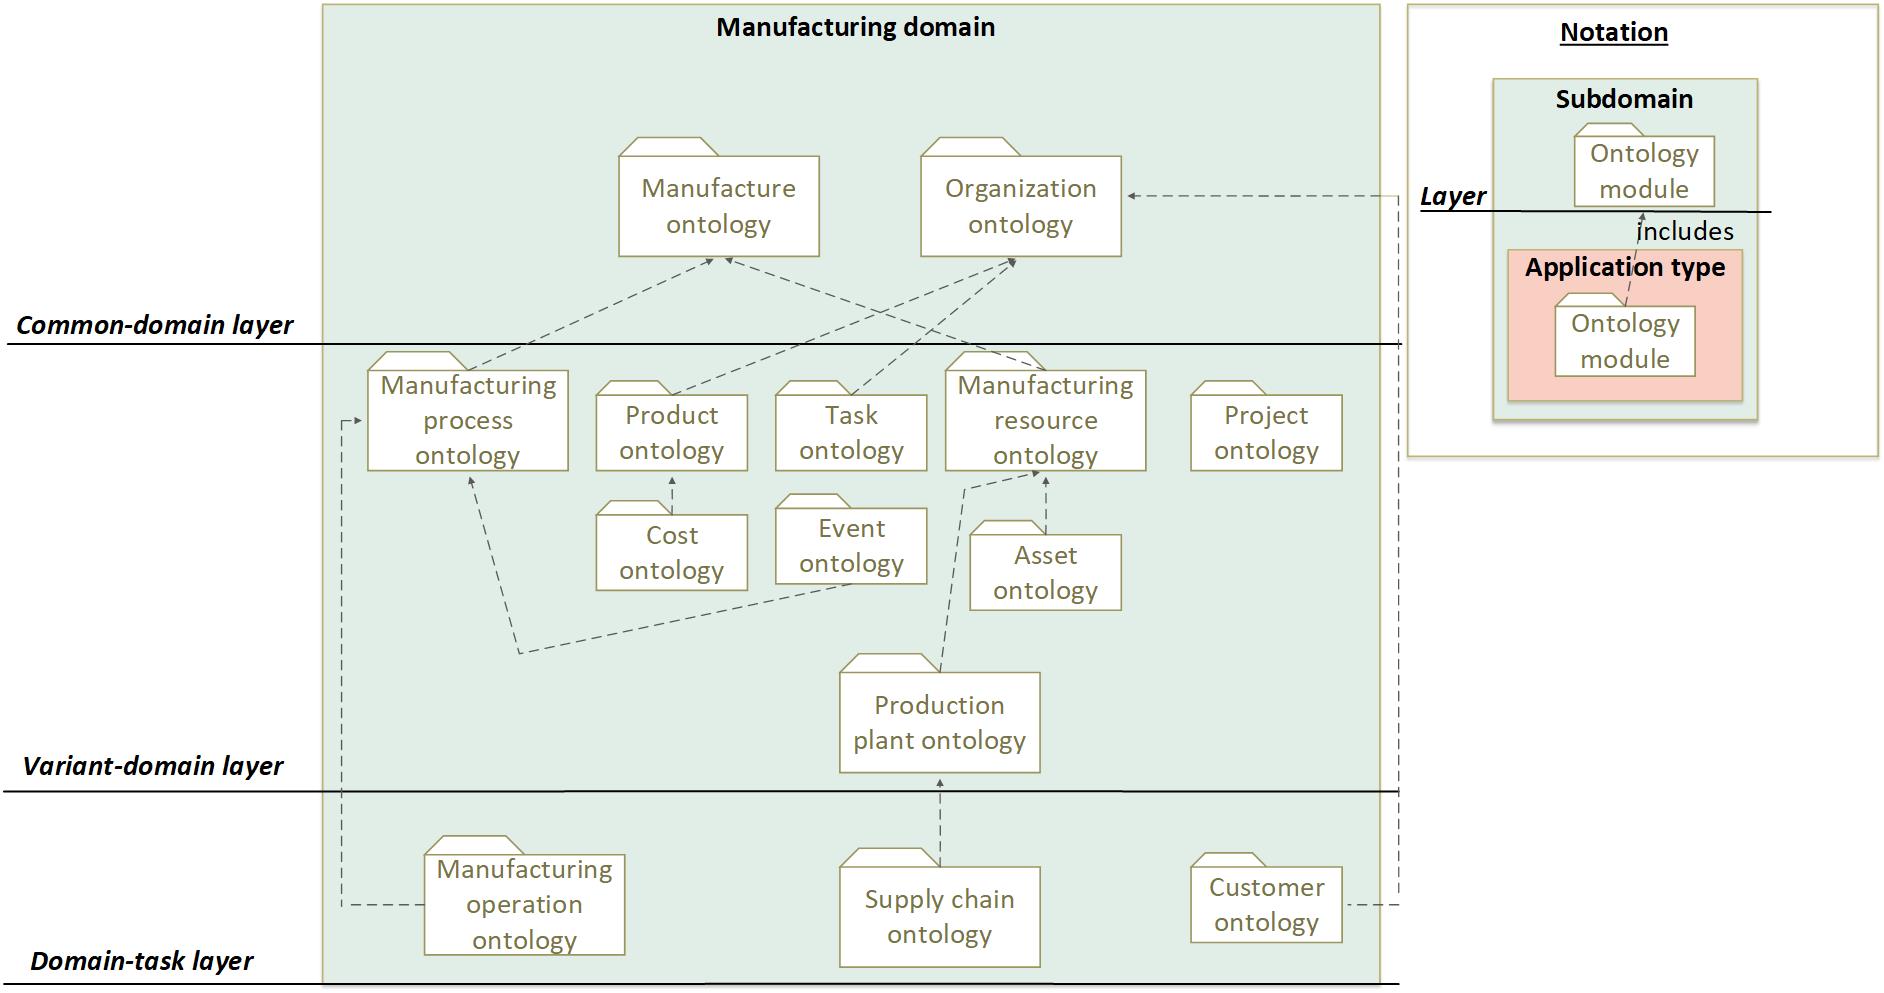 Manufacturing domain
Manufacture
ontology
Organization
ontology
Common-domain layer
Manufacturing
process
ontology
Product
ontology
Task
ontology
Manufacturing
resource
ontology
Project
ontology
Cost
ontology
Event
ontology
Asset
ontology
Production
plant ontology
Variant-domain layer
Manufacturing
operation
ontology
Supply chain
ontology
Customer
ontology
Domain-task layer
Notation
Subdomain
Ontology
module
Layer
includes
Application type
Ontology
module